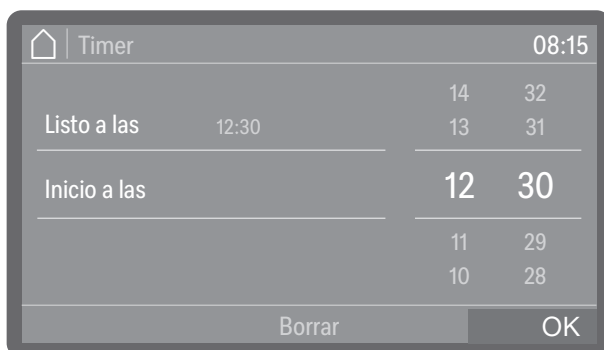 Timer 08:15
14 32
Listo a las 12:30 13 31
Inicio a las 12 30
11 29
10 28
Borrar OK